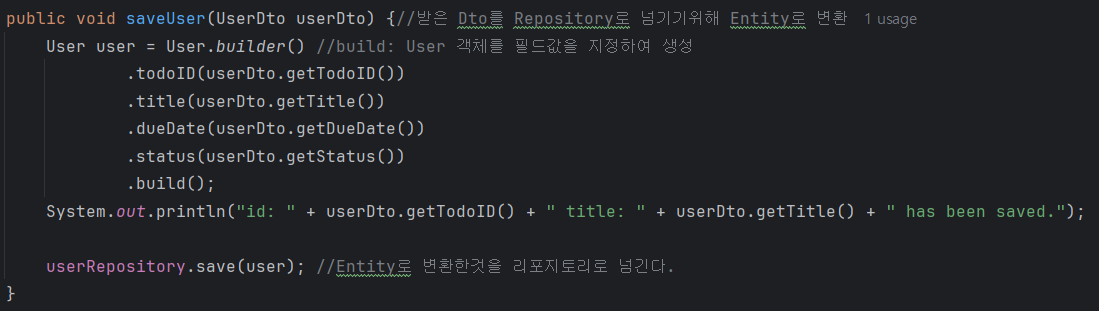 public void saveUser(UserDto userDto) {//받은 Dto를 Repository로 넘기기위해 Entity로 변환 1 usage
User user = User.builder() //build: User 객체를 필드값을 지정하여 생성
.todoID(userDto.getTodoID())
.title(userDto.getTitle())
.dueDate(userDto.getDueDate())
.status(userDto.getStatus())
.build();
System.out.println("id: " + userDto.getTodoID() + " title: " + userDto.getTitle() + " has been saved.");
userRepository.save(user); //Entity로 변환한것을 리포지토리로 넘긴다.
}